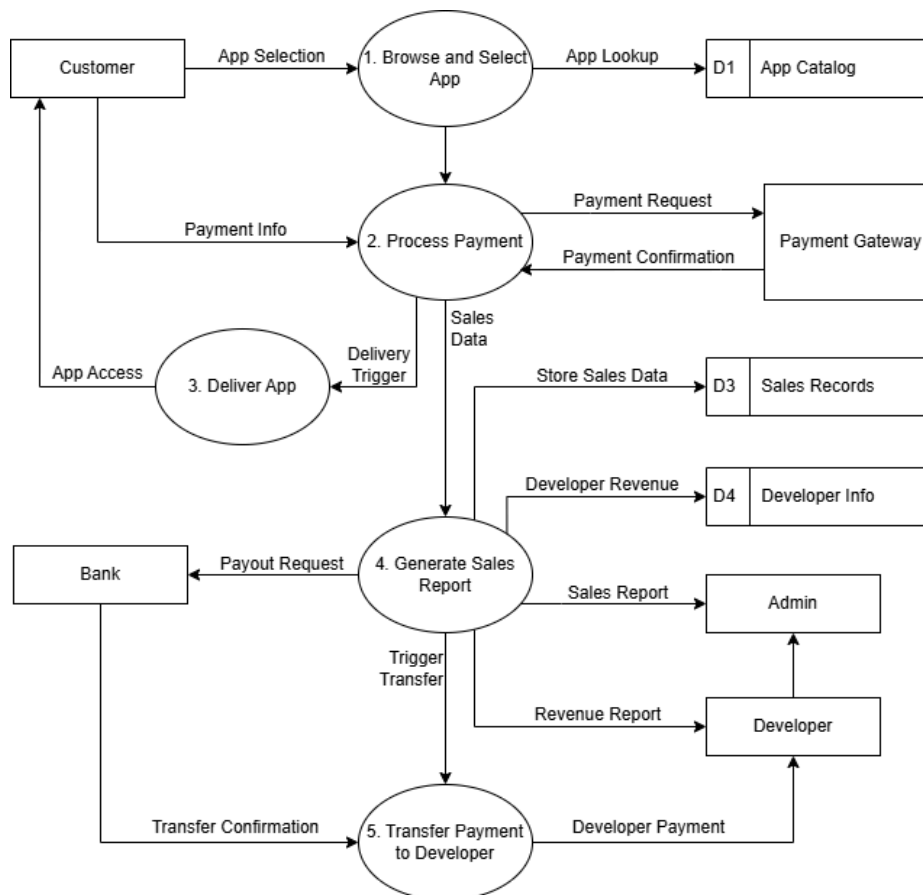 Customer
App Selection
1. Browse and Select
App
App Lookup
D1
App Catalog
Payment Info
2. Process Payment
Payment Request
Payment Confirmation
Payment Gateway
Sales
Data
Delivery
Trigger
App Access
3. Deliver App
Store Sales Data
D3
Sales Records
Developer Revenue
D4
Developer Info
Bank
Payout Request
4. Generate Sales
Report
Sales Report
Admin
Trigger
Transfer
Revenue Report
Developer
Transfer Confirmation
5. Transfer Payment
to Developer
Developer Payment